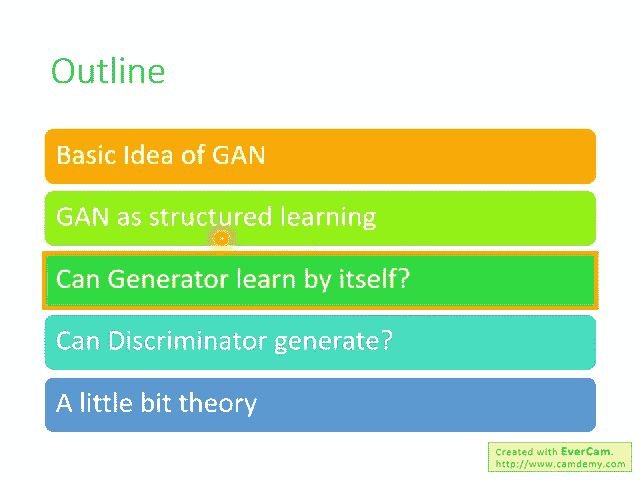 Outline
Basic Idea of GAN
GAN as structured learning
Can Generator learn by itself?
Can Discriminator generate?
A little bit theory
Created with EverCam.
http://www.camdemy.com